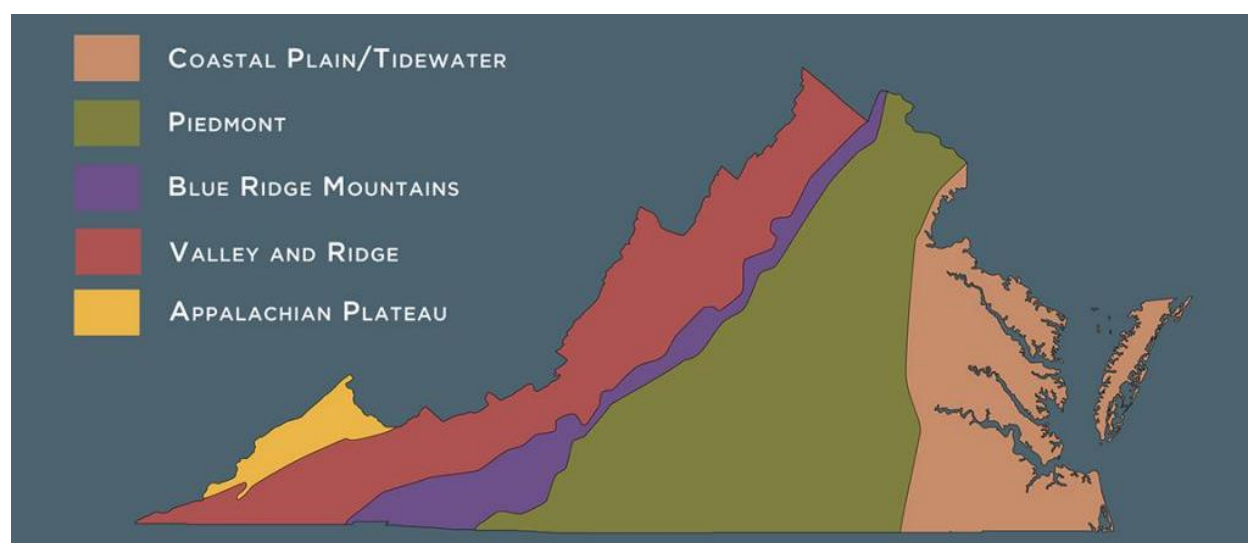 Coastal Plain/Tidewater
Piedmont
Blue Ridge Mountains
Valley and Ridge
Appalachian Plateau